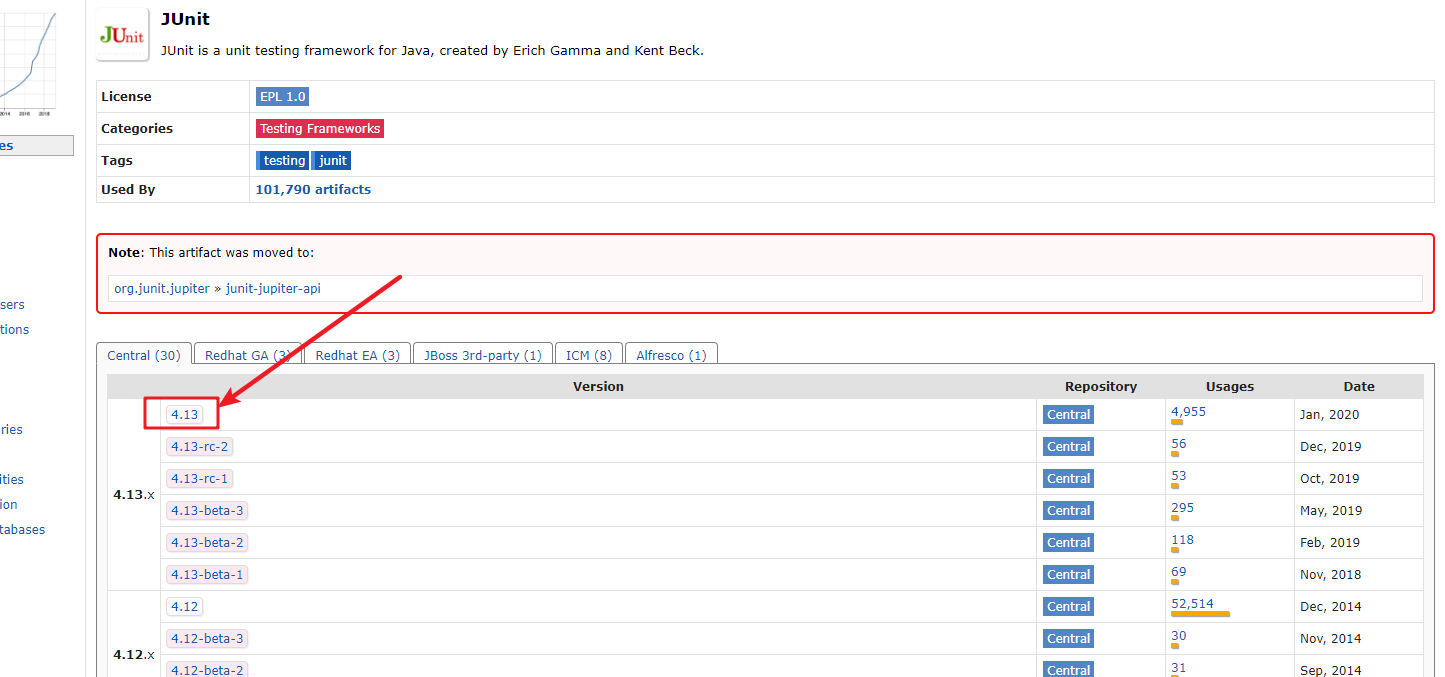 JUnit
JUnit
JUnit is a unit testing framework for Java, created by Erich Gamma and Kent Beck.
2014 2016 2018
es
License EPL 1.0
Categories Testing Frameworks
Tags testing junit
Used By 101,790 artifacts
Note: This artifact was moved to:
org.junit.jupiter » junit-jupiter-api
sers
tions
ries
ities
ion
tabases
Central (30) Redhat GA (3) Redhat EA (3) JBoss 3rd-party (1) ICM (8) Alfresco (1)
Version Repository Usages Date
4.13.x
4.13 Central 4,955 Jan, 2020
4.13-rc-2 Central 56 Dec, 2019
4.13-rc-1 Central 53 Oct, 2019
4.13-beta-3 Central 295 May, 2019
4.13-beta-2 Central 118 Feb, 2019
4.13-beta-1 Central 69 Nov, 2018
4.12.x
4.12 Central 52,514 Dec, 2014
4.12-beta-3 Central 30 Nov, 2014
4.12-beta-2 Central 31 Sep, 2014